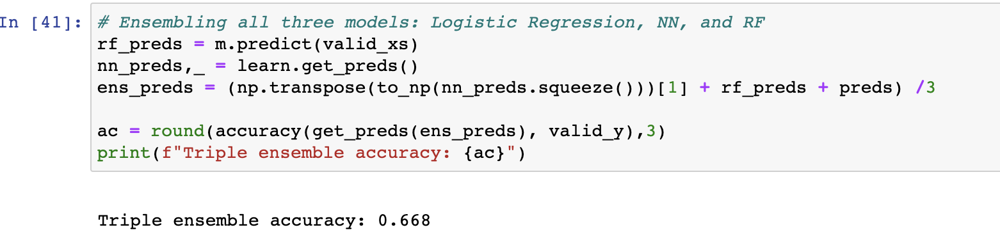 In [41]: # Ensembling all three models: Logistic Regression, NN, and RF
rf_preds = m.predict(valid_xs)
nn_preds,_ = learn.get_preds()
ens_preds = (np.transpose(to_np(nn_preds.squeeze()))[1] + rf_preds + preds) /3
ac = round(accuracy(get_preds(ens_preds), valid_y),3)
print(f"Triple ensemble accuracy: {ac}")
Triple ensemble accuracy: 0.668